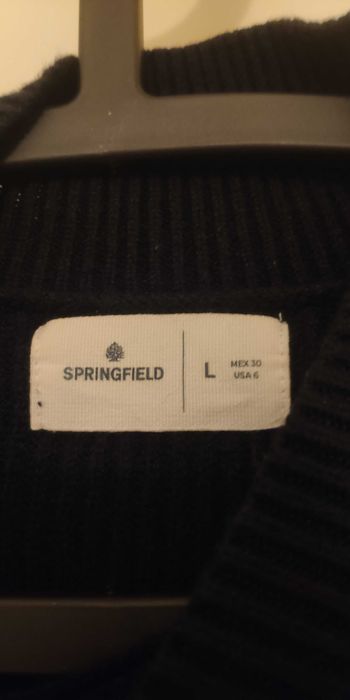 SPRINGFIELD
L
MEX 30
USA 6